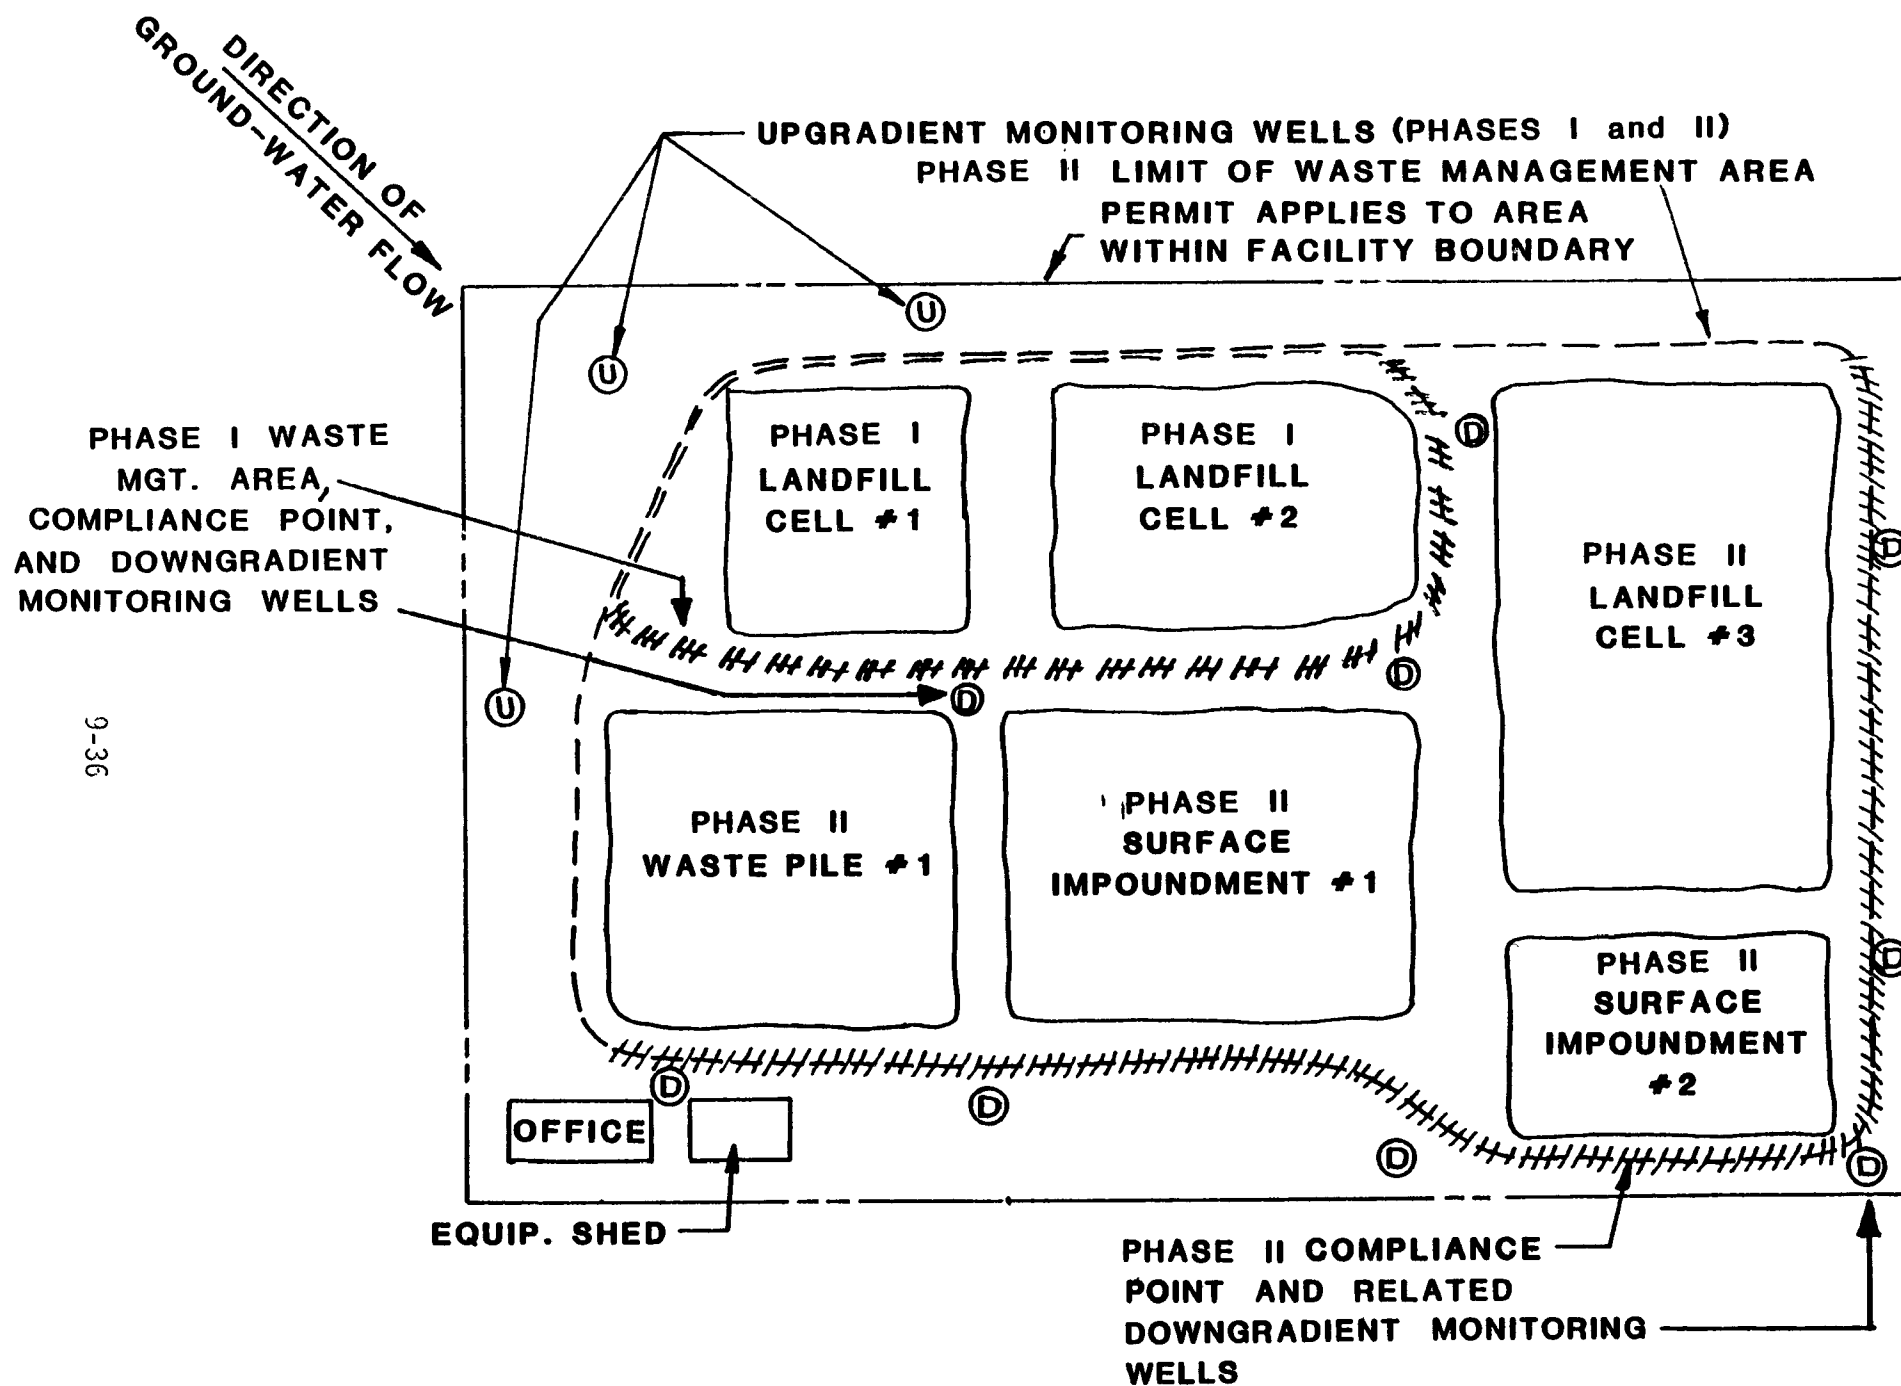 DIRECTION OF
GROUND-WATER FLOW
UPGRADIENT MONITORING WELLS (PHASES I and II)
PHASE II LIMIT OF WASTE MANAGEMENT AREA
PERMIT APPLIES TO AREA
WITHIN FACILITY BOUNDARY
U
U
U
PHASE I WASTE
MGT. AREA,
COMPLIANCE POINT,
AND DOWNGRADIENT
MONITORING WELLS
PHASE I
LANDFILL
CELL #1
PHASE I
LANDFILL
CELL #2
D
PHASE II
LANDFILL
CELL #3
D
D
D
9-36
PHASE II
WASTE PILE #1
PHASE II
SURFACE
IMPOUNDMENT #1
PHASE II
SURFACE
IMPOUNDMENT
#2
D
D
D
D
D
OFFICE
EQUIP. SHED
PHASE II COMPLIANCE
POINT AND RELATED
DOWNGRADIENT MONITORING
WELLS